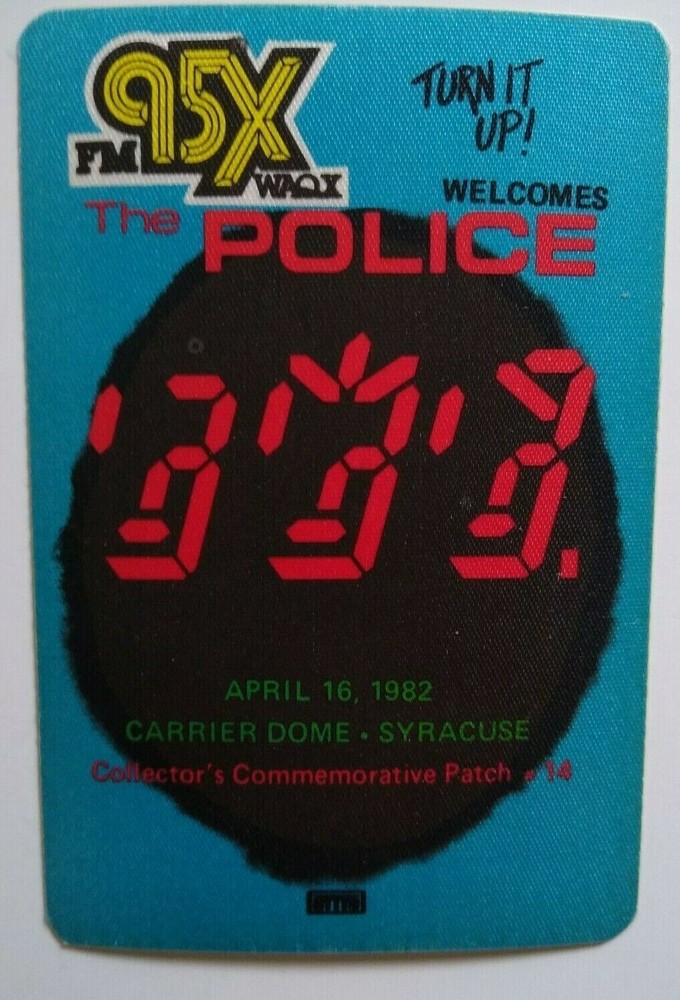 FM 95X
WAQX
TURN IT
UP!
WELCOMES
The POLICE
APRIL 16, 1982
CARRIER DOME • SYRACUSE
Collector's Commemorative Patch # 14